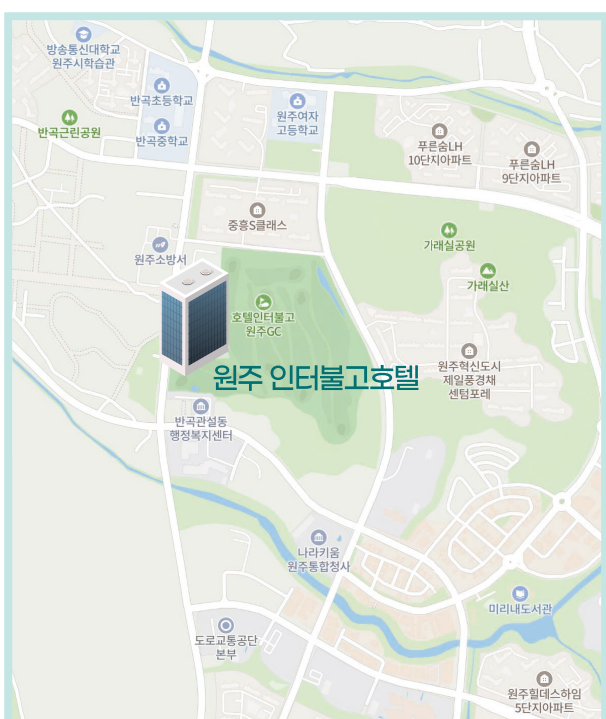 방송통신대학교
원주시학습관
반곡초등학교
원주여자
고등학교
반곡근린공원
반곡중학교
푸른숨LH
10단지아파트
푸른숨LH
9단지아파트
중흥S클래스
원주소방서
가래실공원
가래실산
호텔인터불고
원주GC
원주혁신도시
제일풍경채
센텀포레
원주 인터불고호텔
반곡관설동
행정복지센터
나라키움
원주통합청사
미리내도서관
도로교통공단
본부
원주힐데스하임
5단지아파트